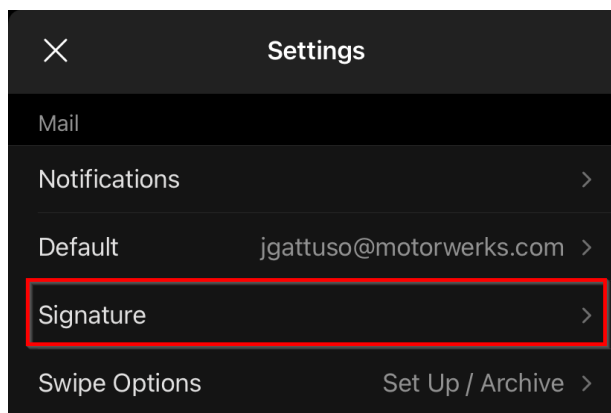 Settings
Mail
Notifications
Default jgattuso@motorwerks.com
Signature
Swipe Options Set Up / Archive